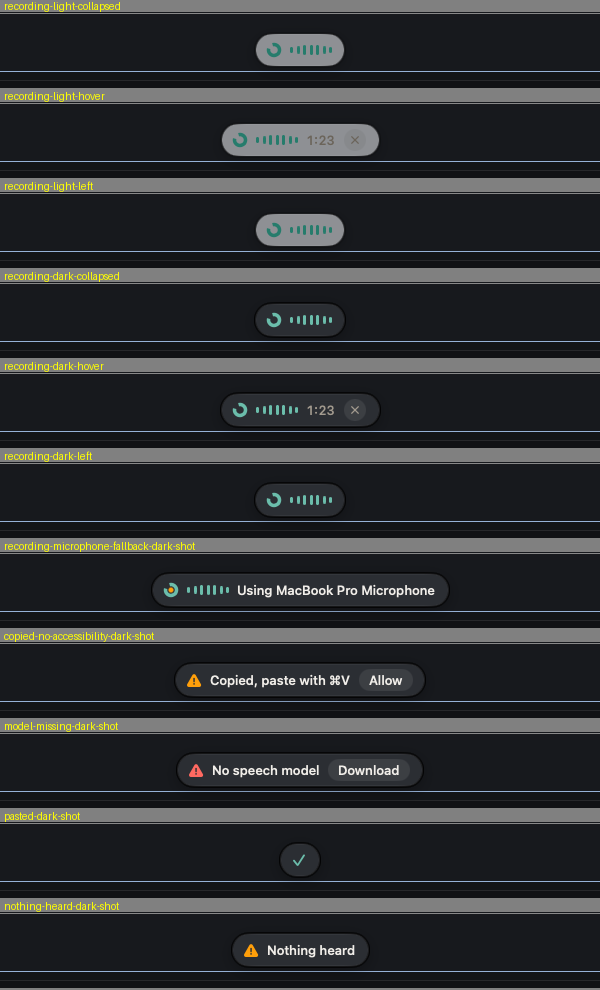 recording-light-collapsed
recording-light-hover
1:23
recording-light-left
recording-dark-collapsed
recording-dark-hover
1:23
recording-dark-left
recording-microphone-fallback-dark-shot
Using MacBook Pro Microphone
copied-no-accessibility-dark-shot
Copied, paste with ⌘V Allow
model-missing-dark-shot
No speech model Download
pasted-dark-shot
nothing-heard-dark-shot
Nothing heard